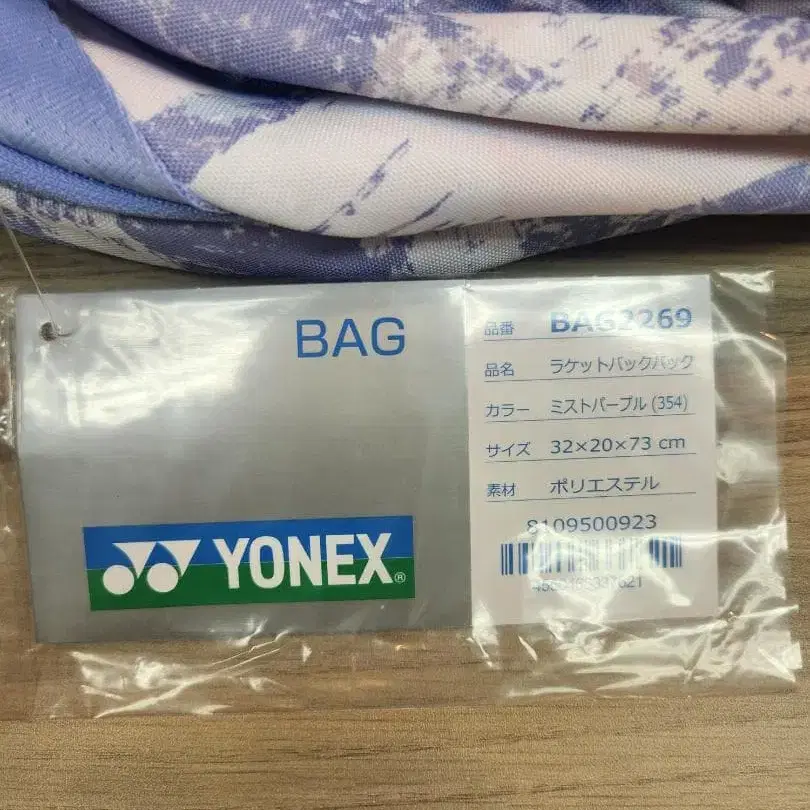 BAG
YONEX®
品番 BAG2269
品名 ラケットバックパック
カラー ミストパープル (354)
サイズ 32×20×73 cm
素材 ポリエステル
8109500923